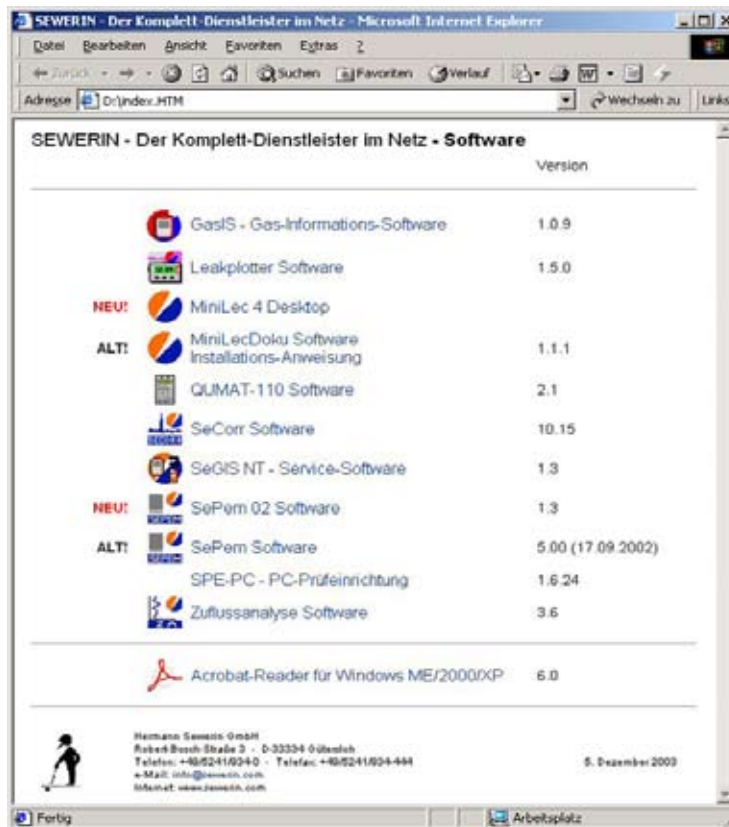 SEWERIN - Der Komplett-Dienstleister im Netz - Microsoft Internet Explorer
Datei Bearbeiten Ansicht Favoriten Extras ?
Zurück Suchen Favoriten Verlauf
Adresse D:\index.HTM Wechseln zu Links
SEWERIN - Der Komplett-Dienstleister im Netz - Software
Version
GasIS - Gas-Informations-Software 1.0.9
Leakplotter Software 1.5.0
NEU! MiniLec 4 Desktop
ALT! MiniLecDoku Software
Installations-Anweisung 1.1.1
QUMAT-110 Software 2.1
SeCorr Software 10.15
SeGIS NT - Service-Software 1.3
NEU! SePem 02 Software 1.3
ALT! SePem Software 5.00 (17.09.2002)
SPE-PC - PC-Prüfeinrichtung 1.6.24
Zuflussanalyse Software 3.6
Acrobat-Reader für Windows ME/2000/XP 6.0
Hermann Sewerin GmbH
Robert-Bosch-Straße 3 - D-33334 Gütersloh
Telefon: +49/5241/934-0 - Telefax: +49/5241/934-444
e-Mail: info@sewerin.com
Internet: www.sewerin.com
5. Dezember 2003
Fertig Arbeitsplatz